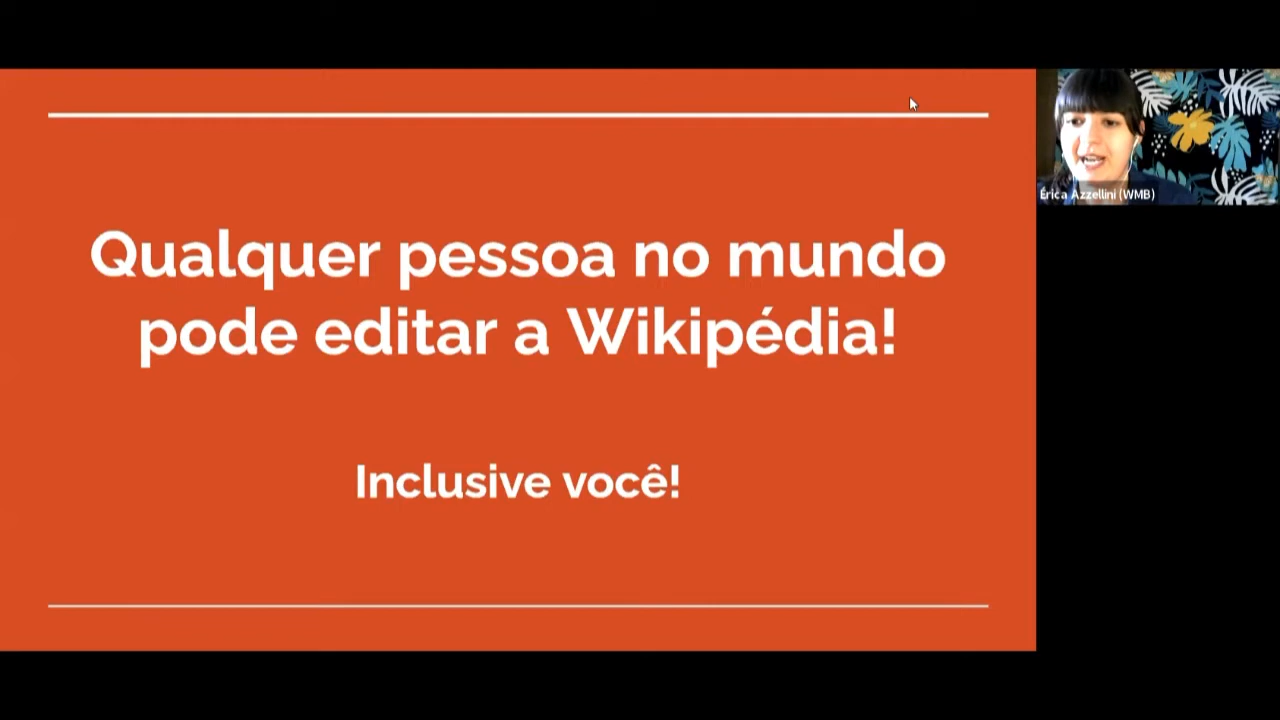 Qualquer pessoa no mundo
pode editar a Wikipédia!
Inclusive você!
Érica Azzellini (WMB)